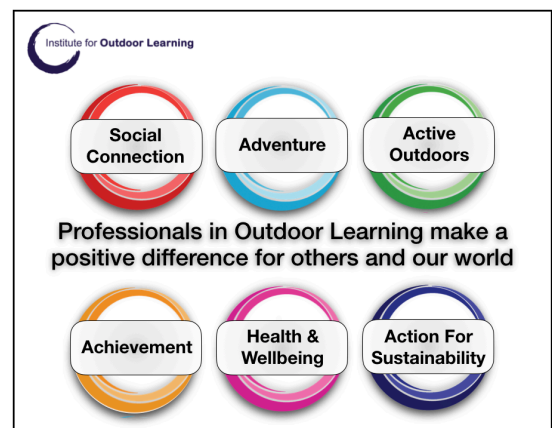 Institute for Outdoor Learning
Social
Connection
Adventure
Active
Outdoors
Professionals in Outdoor Learning make a
positive difference for others and our world
Achievement
Health &
Wellbeing
Action For
Sustainability